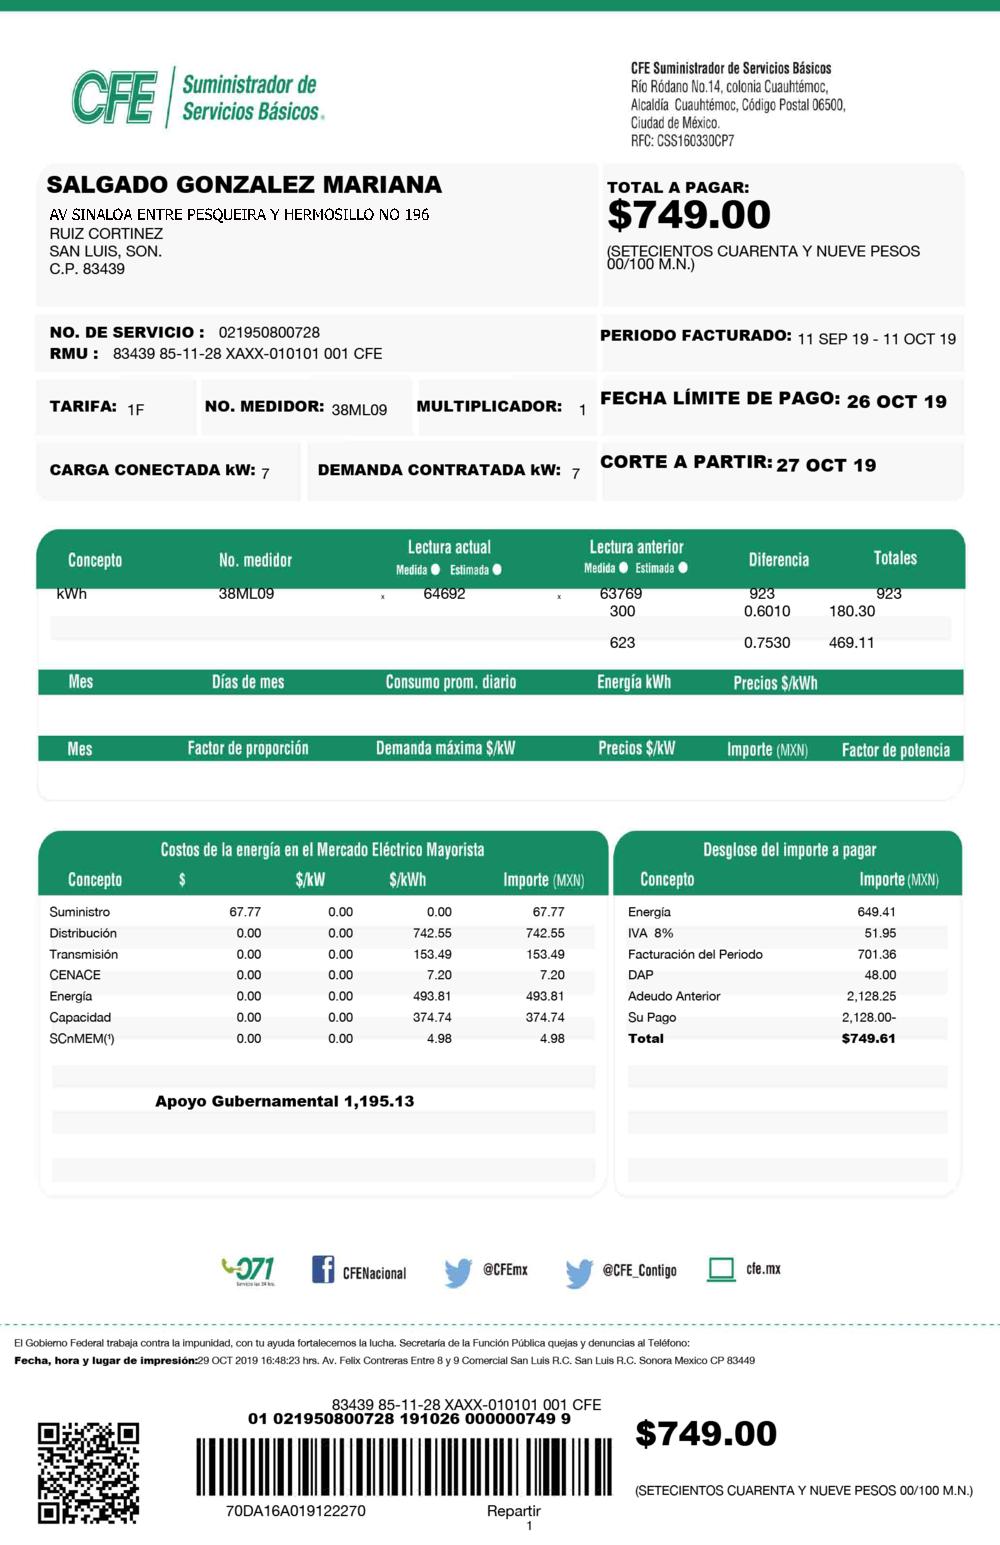 CFE Suministrador de
Servicios Básicos®
CFE Suministrador de Servicios Básicos
Río Ródano No.14, colonia Cuauhtémoc,
Alcaldía Cuauhtémoc, Código Postal 06500,
Ciudad de México.
RFC: CSS160330CP7
SALGADO GONZALEZ MARIANA
AV SINALOA ENTRE PESQUEIRA Y HERMOSILLO NO 196
RUIZ CORTINEZ
SAN LUIS, SON.
C.P. 83439
TOTAL A PAGAR:
$749.00
(SETECIENTOS CUARENTA Y NUEVE PESOS
00/100 M.N.)
NO. DE SERVICIO : 021950800728
RMU : 83439 85-11-28 XAXX-010101 001 CFE
PERIODO FACTURADO: 11 SEP 19 - 11 OCT 19
TARIFA: 1F NO. MEDIDOR: 38ML09 MULTIPLICADOR: 1
FECHA LÍMITE DE PAGO: 26 OCT 19
CARGA CONECTADA kW: 7 DEMANDA CONTRATADA kW: 7
CORTE A PARTIR: 27 OCT 19
Concepto No. medidor Lectura actual Lectura anterior Diferencia Totales
Medida Estimada Medida Estimada
kWh 38ML09 x 64692 x 63769 923 923
300 0.6010 180.30
623 0.7530 469.11
Mes Días de mes Consumo prom. diario Energía kWh Precios $/kWh
Mes Factor de proporción Demanda máxima $/kW Precios $/kW Importe (MXN) Factor de potencia
Costos de la energía en el Mercado Eléctrico Mayorista
Concepto $ $/kW $/kWh Importe (MXN)
Suministro 67.77 0.00 0.00 67.77
Distribución 0.00 0.00 742.55 742.55
Transmisión 0.00 0.00 153.49 153.49
CENACE 0.00 0.00 7.20 7.20
Energía 0.00 0.00 493.81 493.81
Capacidad 0.00 0.00 374.74 374.74
SCnMEM(¹) 0.00 0.00 4.98 4.98
Apoyo Gubernamental 1,195.13
Desglose del importe a pagar
Concepto Importe (MXN)
Energía 649.41
IVA 8% 51.95
Facturación del Periodo 701.36
DAP 48.00
Adeudo Anterior 2,128.25
Su Pago 2,128.00-
Total $749.61
071 CFENacional @CFEmx @CFE_Contigo cfe.mx
Servicio las 24 hrs.
El Gobierno Federal trabaja contra la impunidad, con tu ayuda fortalecemos la lucha. Secretaría de la Función Pública quejas y denuncias al Teléfono:
Fecha, hora y lugar de impresión:29 OCT 2019 16:48:23 hrs. Av. Felix Contreras Entre 8 y 9 Comercial San Luis R.C. San Luis R.C. Sonora Mexico CP 83449
83439 85-11-28 XAXX-010101 001 CFE
01 021950800728 191026 000000749 9
70DA16A019122270 Repartir
1
$749.00
(SETECIENTOS CUARENTA Y NUEVE PESOS 00/100 M.N.)